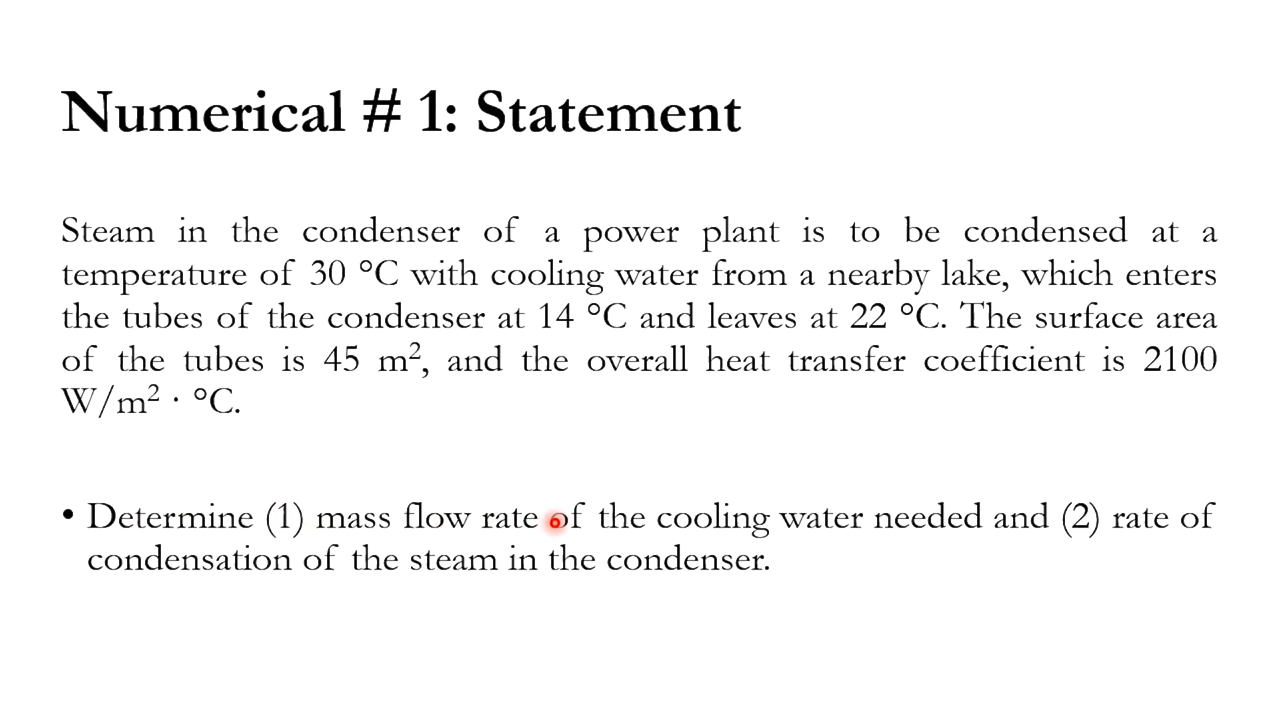 Numerical # 1: Statement
Steam in the condenser of a power plant is to be condensed at a
temperature of 30 °C with cooling water from a nearby lake, which enters
the tubes of the condenser at 14 °C and leaves at 22 °C. The surface area
of the tubes is 45 m², and the overall heat transfer coefficient is 2100
W/m² · °C.
• Determine (1) mass flow rate of the cooling water needed and (2) rate of
condensation of the steam in the condenser.